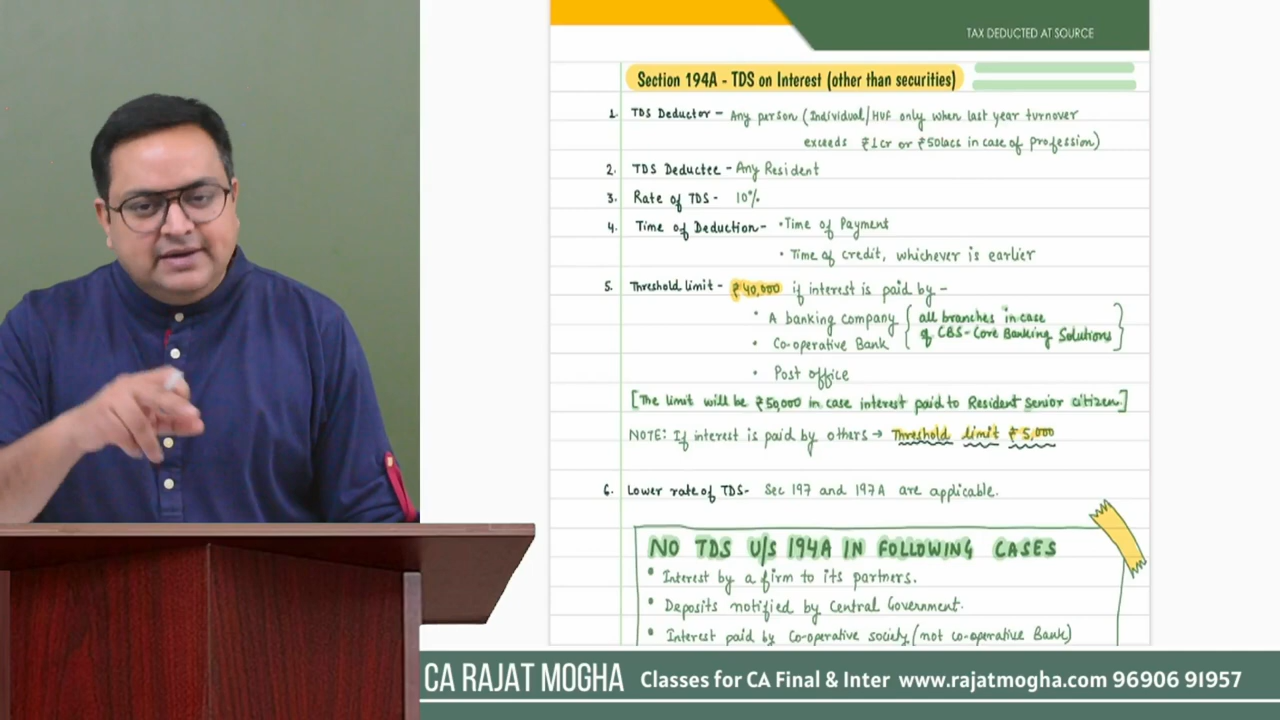 TAX DEDUCTED AT SOURCE
Section 194A - TDS on Interest (other than securities)
1. TDS Deductor - Any person (Individual/HUF only when last year turnover
exceeds ₹1cr or ₹50lacs in case of profession)
2. TDS Deductee - Any Resident
3. Rate of TDS - 10%
4. Time of Deduction - • Time of Payment
• Time of credit, whichever is earlier
5. Threshold limit - ₹40,000 if interest is paid by -
• A banking company { all branches in case
• Co-operative Bank of CBS-Core Banking Solutions }
• Post office
[The limit will be ₹50,000 in case interest paid to Resident Senior citizen]
NOTE: If interest is paid by others → Threshold limit ₹5,000
6. Lower rate of TDS- Sec 197 and 197A are applicable.
NO TDS U/S 194A IN FOLLOWING CASES
• Interest by a firm to its partners.
• Deposits notified by Central Government.
• Interest paid by Co-operative society (not co-operative Bank)
CA RAJAT MOGHA Classes for CA Final & Inter www.rajatmogha.com 96906 91957